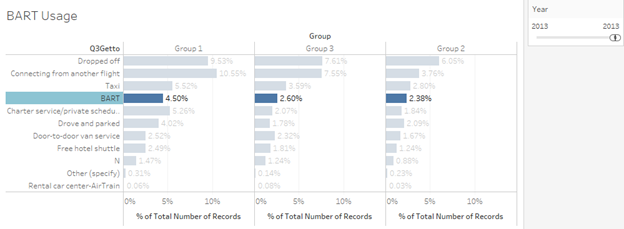 BART Usage
Group
Q3Getto Group 1 Group 3 Group 2
Dropped off 9.53% 7.61% 6.05%
Connecting from another flight 10.55% 7.55% 3.76%
Taxi 5.52% 3.59% 2.80%
BART 4.50% 2.60% 2.38%
Charter service/private schedu.. 5.26% 2.07% 1.84%
Drove and parked 4.02% 1.78% 2.09%
Door-to-door van service 2.52% 2.32% 1.67%
Free hotel shuttle 2.49% 1.81% 1.24%
N 1.47% 1.24% 0.88%
Other (specify) 0.31% 0.14% 0.23%
Rental car center-AirTrain 0.06% 0.08% 0.03%
0% 5% 10% 0% 5% 10% 0% 5% 10%
% of Total Number of Records % of Total Number of Records % of Total Number of Records
Year
2013 2013